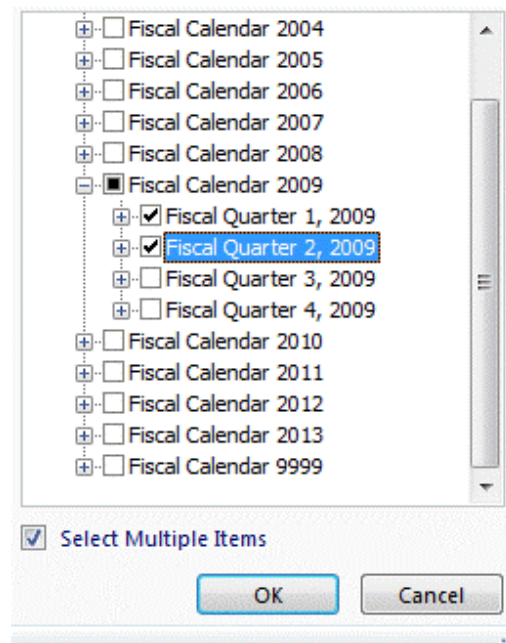 Fiscal Calendar 2004
Fiscal Calendar 2005
Fiscal Calendar 2006
Fiscal Calendar 2007
Fiscal Calendar 2008
Fiscal Calendar 2009
Fiscal Quarter 1, 2009
Fiscal Quarter 2, 2009
Fiscal Quarter 3, 2009
Fiscal Quarter 4, 2009
Fiscal Calendar 2010
Fiscal Calendar 2011
Fiscal Calendar 2012
Fiscal Calendar 2013
Fiscal Calendar 9999
Select Multiple Items
OK Cancel